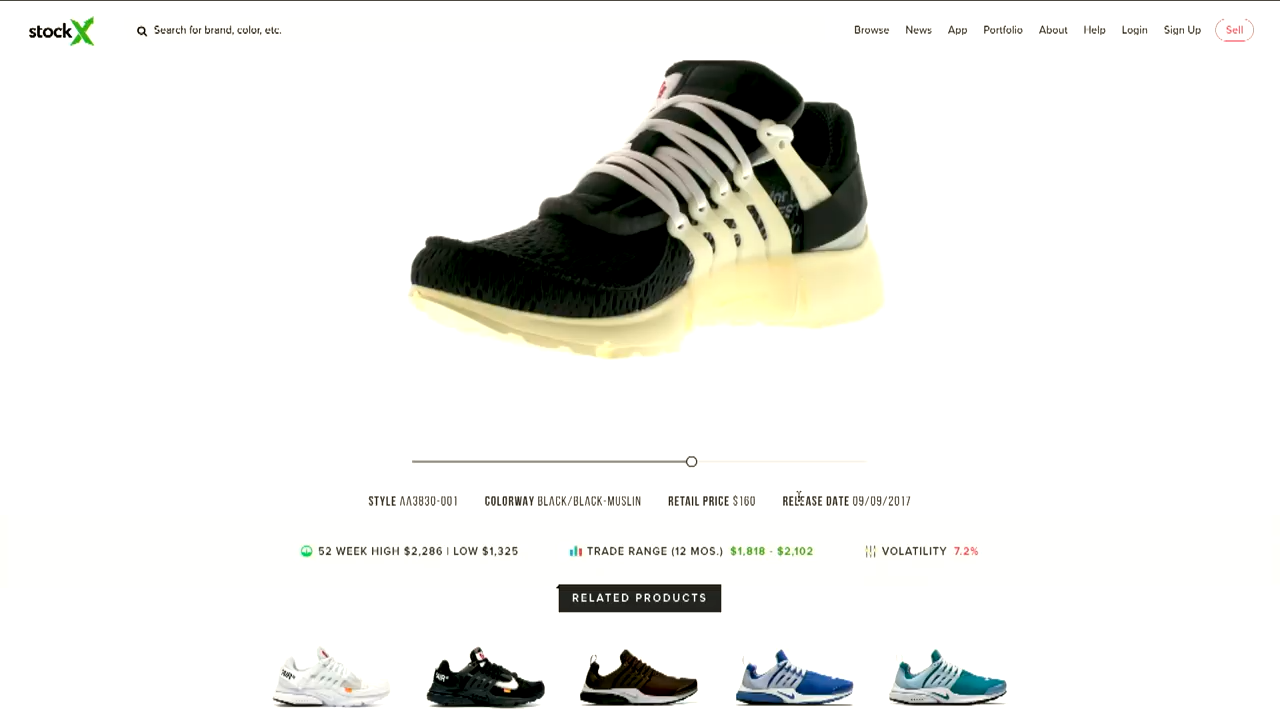 stockX
Search for brand, color, etc.
Browse News App Portfolio About Help Login Sign Up Sell
STYLE AA3830-001 COLORWAY BLACK/BLACK-MUSLIN RETAIL PRICE $160 RELEASE DATE 09/09/2017
52 WEEK HIGH $2,286 | LOW $1,325 TRADE RANGE (12 MOS.) $1,818 - $2,102 VOLATILITY 7.2%
RELATED PRODUCTS